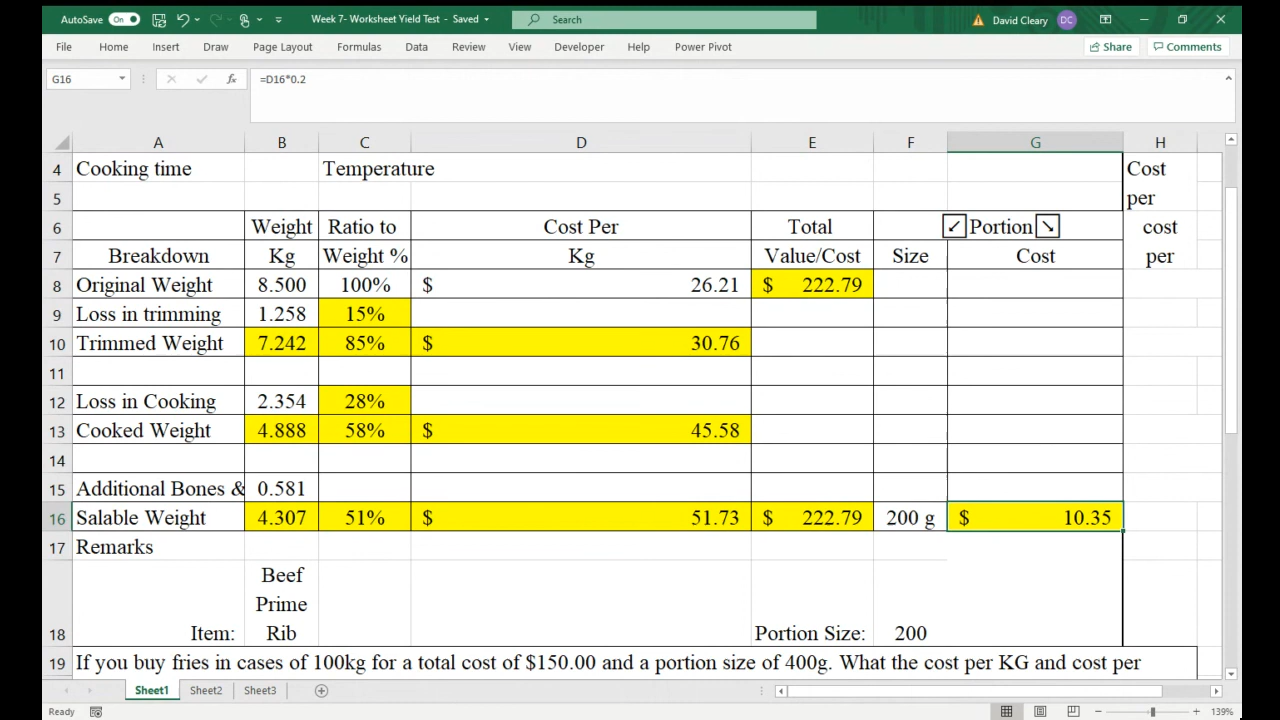 AutoSave On Week 7- Worksheet Yield Test - Saved Search David Cleary DC
File Home Insert Draw Page Layout Formulas Data Review View Developer Help Power Pivot Share Comments
G16 fx =D16*0.2
A B C D E F G H
4 Cooking time Temperature Cost
5 per
6 Weight Ratio to Cost Per Total ↙ Portion ↘ cost
7 Breakdown Kg Weight % Kg Value/Cost Size Cost per
8 Original Weight 8.500 100% $ 26.21 $ 222.79
9 Loss in trimming 1.258 15%
10 Trimmed Weight 7.242 85% $ 30.76
11
12 Loss in Cooking 2.354 28%
13 Cooked Weight 4.888 58% $ 45.58
14
15 Additional Bones & 0.581
16 Salable Weight 4.307 51% $ 51.73 $ 222.79 200 g $ 10.35
17 Remarks
Beef
Prime
18 Item: Rib Portion Size: 200
19 If you buy fries in cases of 100kg for a total cost of $150.00 and a portion size of 400g. What the cost per KG and cost per
Sheet1 Sheet2 Sheet3
Ready 139%